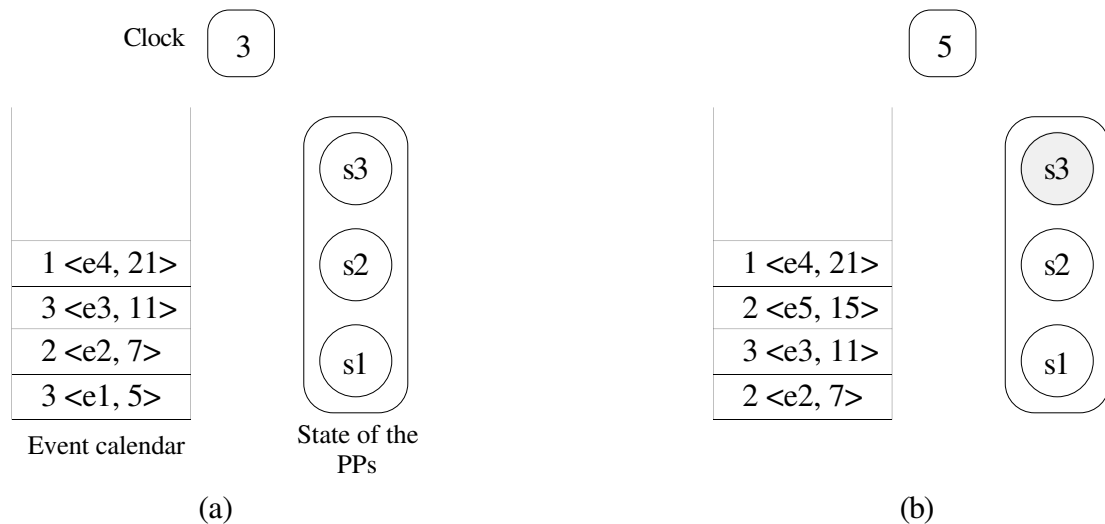 Clock 3
s3
s2
s1
1 <e4, 21>
3 <e3, 11>
2 <e2, 7>
3 <e1, 5>
Event calendar
State of the
PPs
(a)
5
s3
s2
s1
1 <e4, 21>
2 <e5, 15>
3 <e3, 11>
2 <e2, 7>
(b)